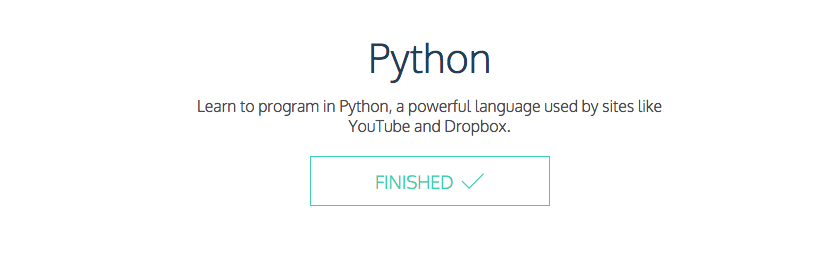 Python
Learn to program in Python, a powerful language used by sites like
YouTube and Dropbox.
FINISHED